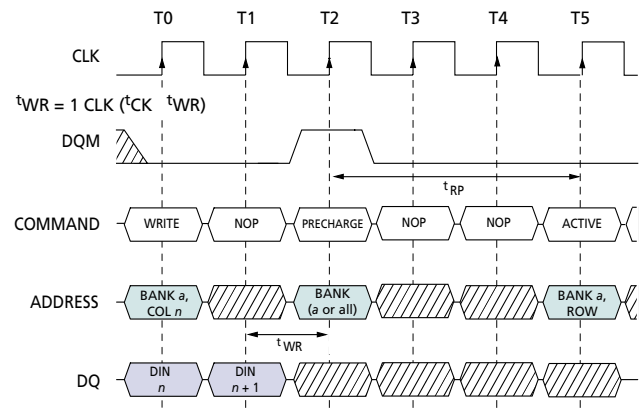 T0 T1 T2 T3 T4 T5
CLK
tWR = 1 CLK (tCK tWR)
DQM
tRP
COMMAND WRITE NOP PRECHARGE NOP NOP ACTIVE
ADDRESS BANK a, COL n BANK (a or all) BANK a, ROW
tWR
DQ DIN n DIN n + 1